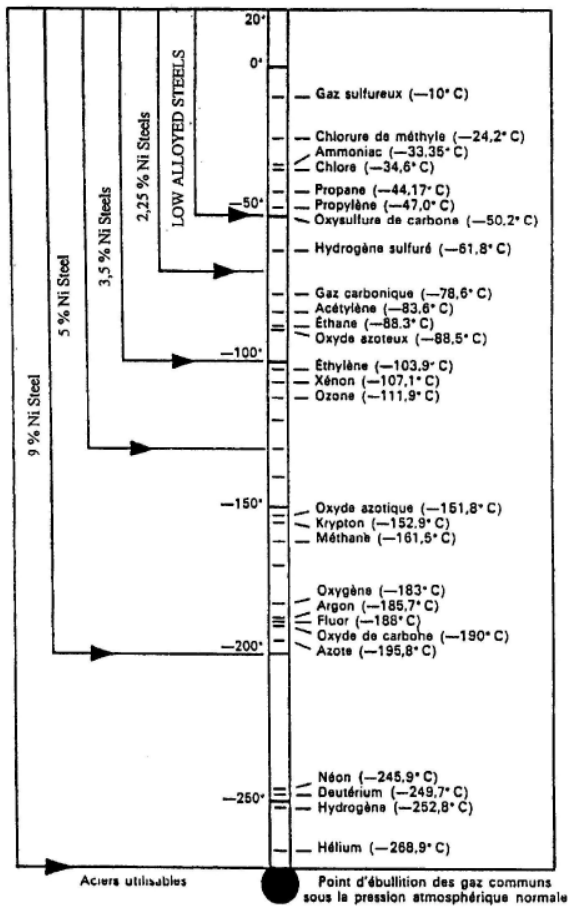 20°
0°
Gaz sulfureux (—10° C)
Chlorure de méthyle (—24,2° C)
Ammoniac (—33,35° C)
Chlore (—34,6° C)
Propane (—44,17° C)
—50°
Propylène (—47,0° C)
Oxysulfure de carbone (—50,2° C)
Hydrogène sulfuré (—61,8° C)
Gaz carbonique (—78,6° C)
Acétylène (—83,6° C)
Éthane (—88.3° C)
Oxyde azoteux (—88,5° C)
—100°
Éthylène (—103,9° C)
Xénon (—107,1° C)
Ozone (—111,9° C)
—150°
Oxyde azotique (—151,8° C)
Krypton (—152,9° C)
Méthane (—161,5° C)
Oxygène (—183° C)
Argon (—185,7° C)
Fluor (—188° C)
Oxyde de carbone (—190° C)
—200°
Azote (—195,8° C)
Néon (—245,9° C)
—250°
Deutérium (—249,7° C)
Hydrogène (—252,8° C)
Hélium (—268,9° C)
9 % Ni Steel
5 % Ni Steel
3,5 % Ni Steels
2,25 % Ni Steels
LOW ALLOYED STEELS
Aciers utilisables
Point d'ébullition des gaz communs
sous la pression atmosphérique normale